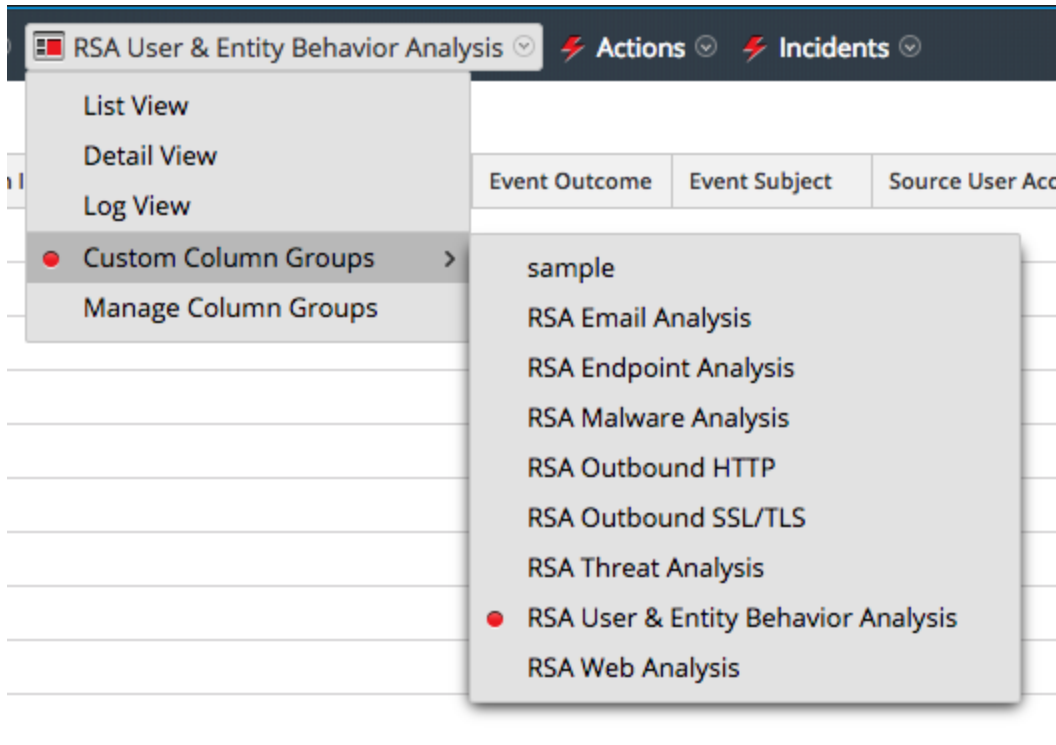 RSA User & Entity Behavior Analysis Actions Incidents
List View
Detail View
Log View
Custom Column Groups
Manage Column Groups
Event Outcome Event Subject Source User
sample
RSA Email Analysis
RSA Endpoint Analysis
RSA Malware Analysis
RSA Outbound HTTP
RSA Outbound SSL/TLS
RSA Threat Analysis
RSA User & Entity Behavior Analysis
RSA Web Analysis